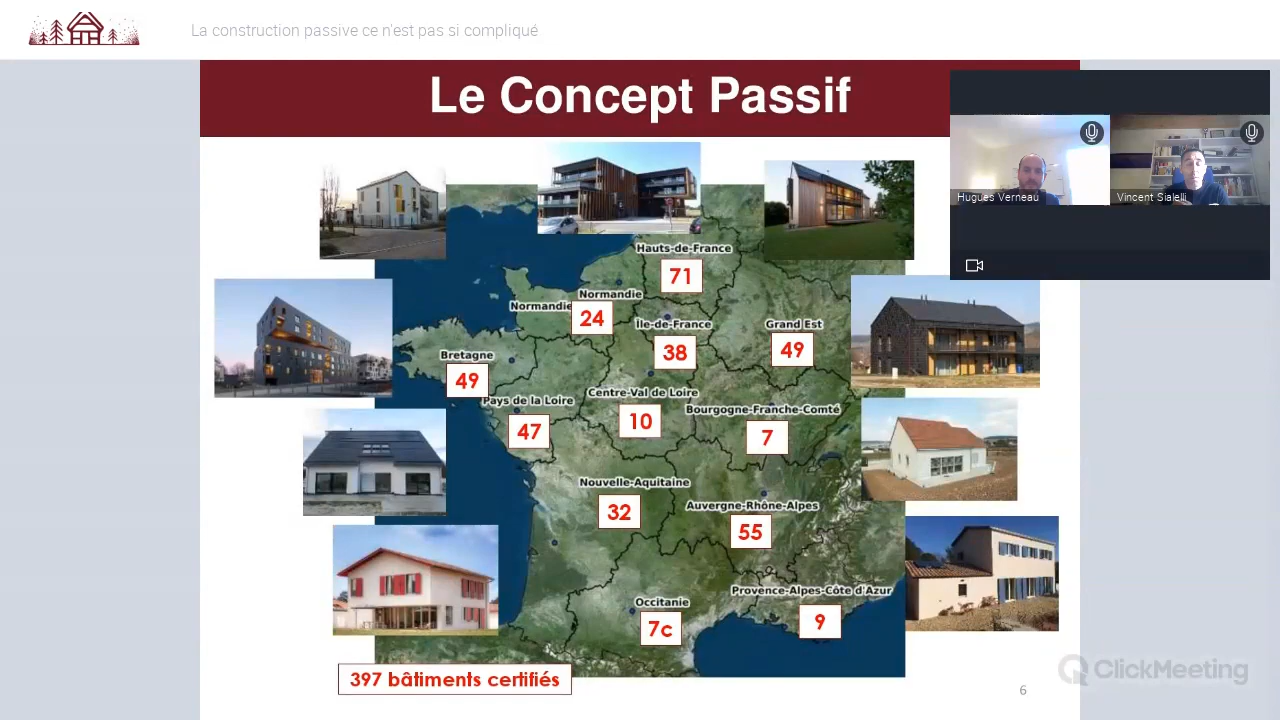 La construction passive ce n'est pas si compliqué
Le Concept Passif
Hugues Verneau
Vincent Sialelli
Hauts-de-France
71
Normandie
Normandie
24
Île-de-France
38
Grand Est
49
Bretagne
49
Pays de la Loire
47
Centre-Val de Loire
10
Bourgogne-Franche-Comté
7
Nouvelle-Aquitaine
32
Auvergne-Rhône-Alpes
55
Provence-Alpes-Côte d'Azur
9
Occitanie
7c
397 bâtiments certifiés
6
ClickMeeting